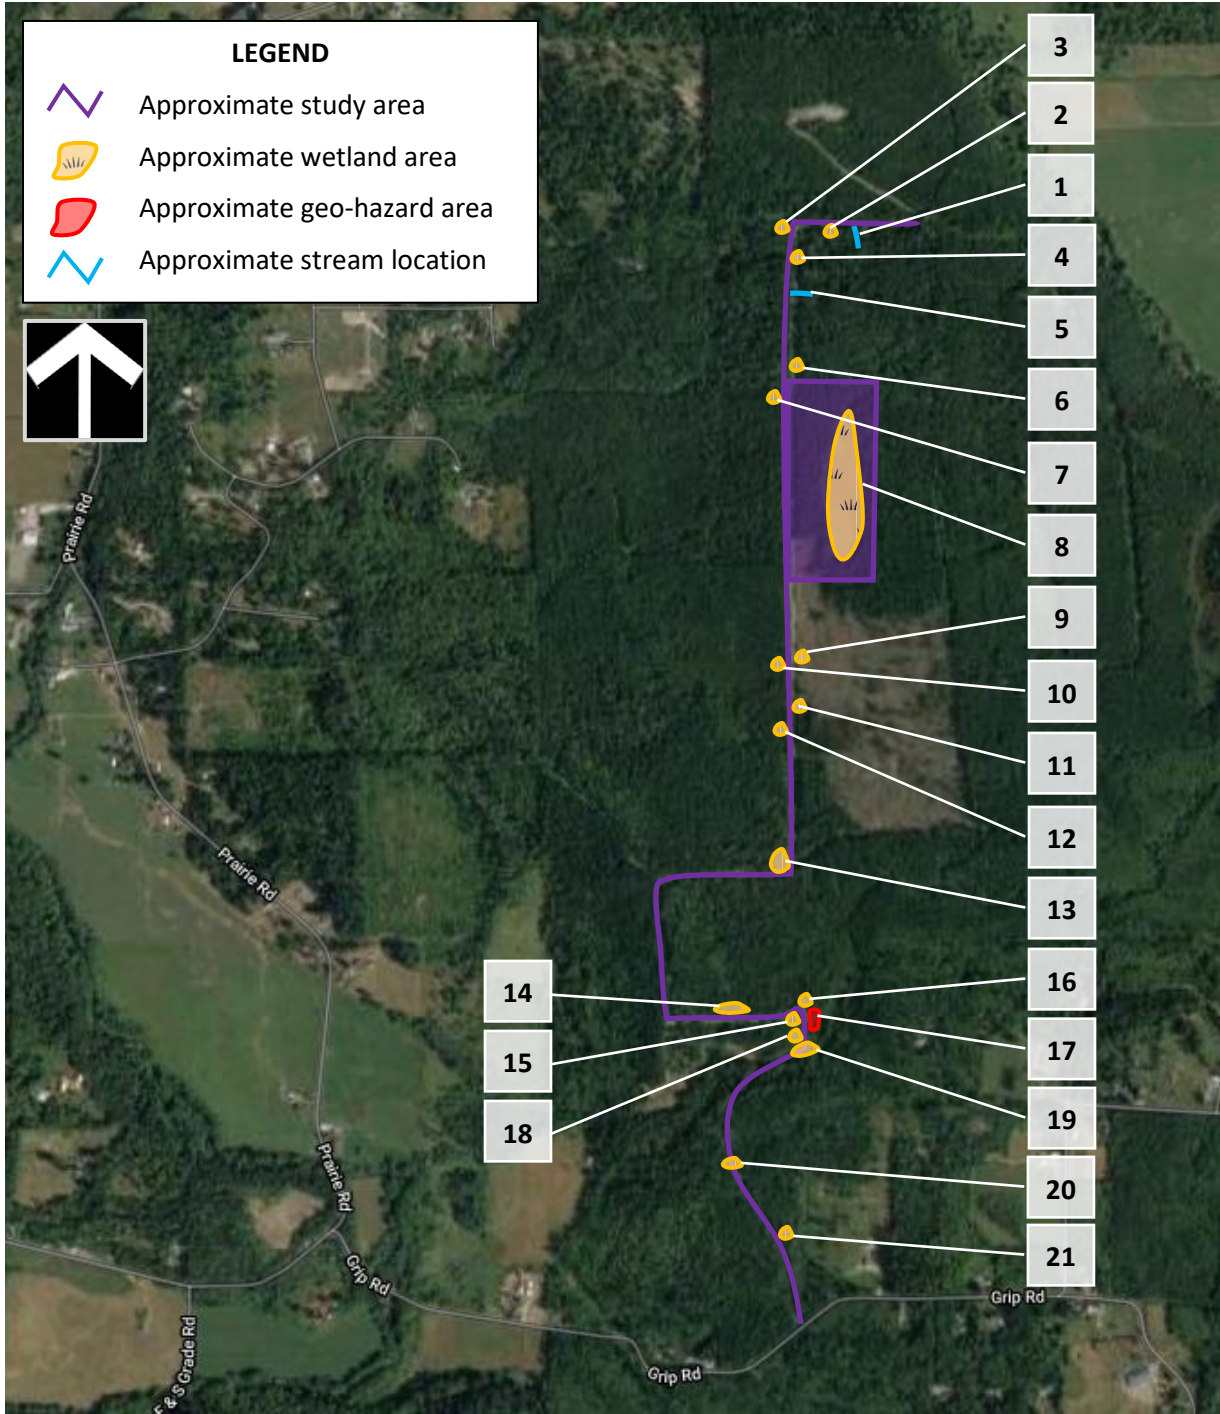 LEGEND
Approximate study area
Approximate wetland area
Approximate geo-hazard area
Approximate stream location
3
2
1
4
5
6
7
8
9
10
11
12
13
14
15
18
16
17
19
20
21
Prairie Rd
Prairie Rd
Prairie Rd
Grip Rd
Grip Rd
Grip Rd
F & S Grade Rd